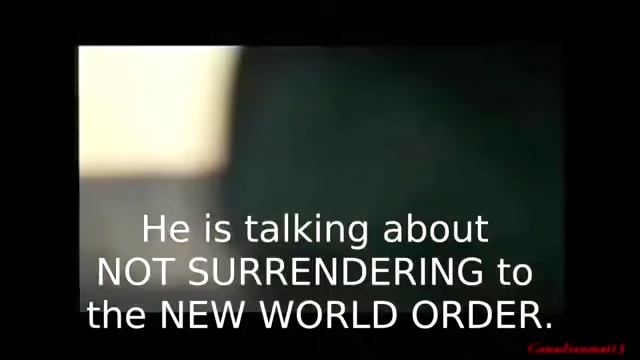 He is talking about
NOT SURRENDERING to
the NEW WORLD ORDER.